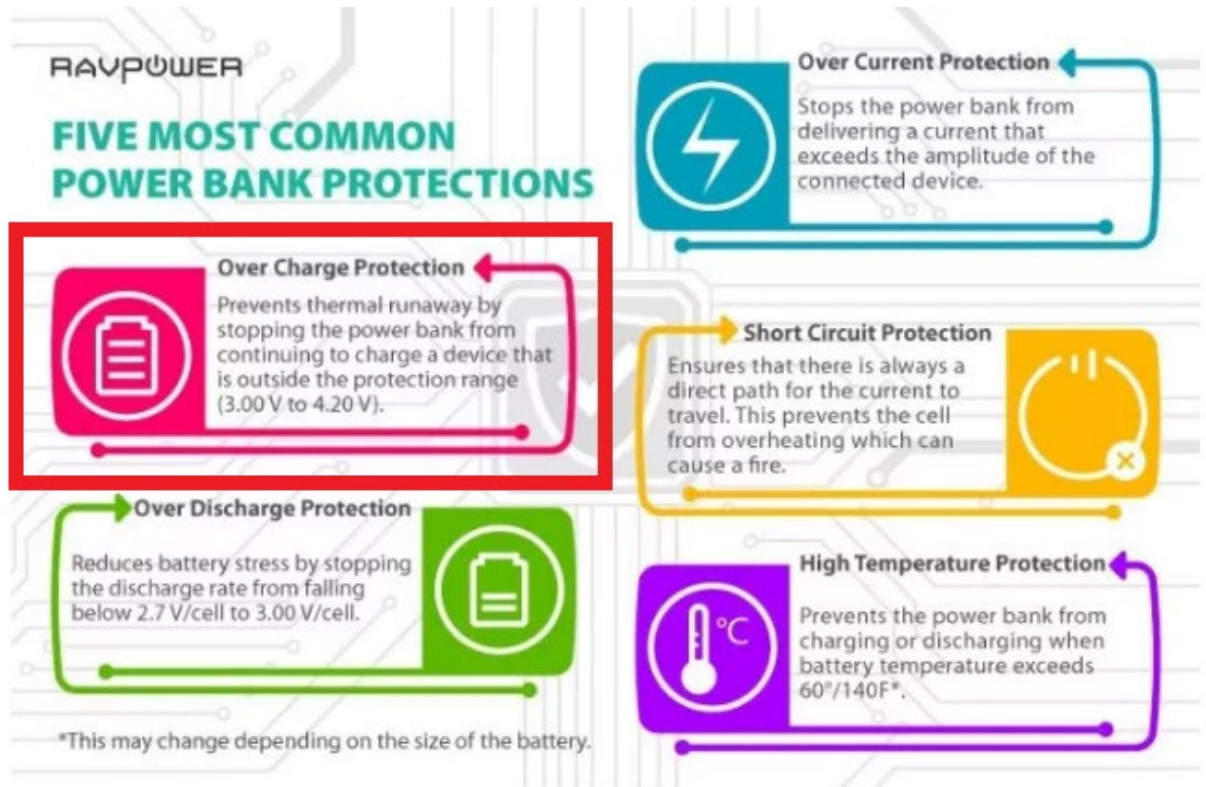 RAVPOWER
FIVE MOST COMMON
POWER BANK PROTECTIONS
Over Charge Protection
Prevents thermal runaway by
stopping the power bank from
continuing to charge a device that
is outside the protection range
(3.00 V to 4.20 V).
Over Discharge Protection
Reduces battery stress by stopping
the discharge rate from falling
below 2.7 V/cell to 3.00 V/cell.
*This may change depending on the size of the battery.
Over Current Protection
Stops the power bank from
delivering a current that
exceeds the amplitude of the
connected device.
Short Circuit Protection
Ensures that there is always a
direct path for the current to
travel. This prevents the cell
from overheating which can
cause a fire.
High Temperature Protection
°C
Prevents the power bank from
charging or discharging when
battery temperature exceeds
60°/140F*.